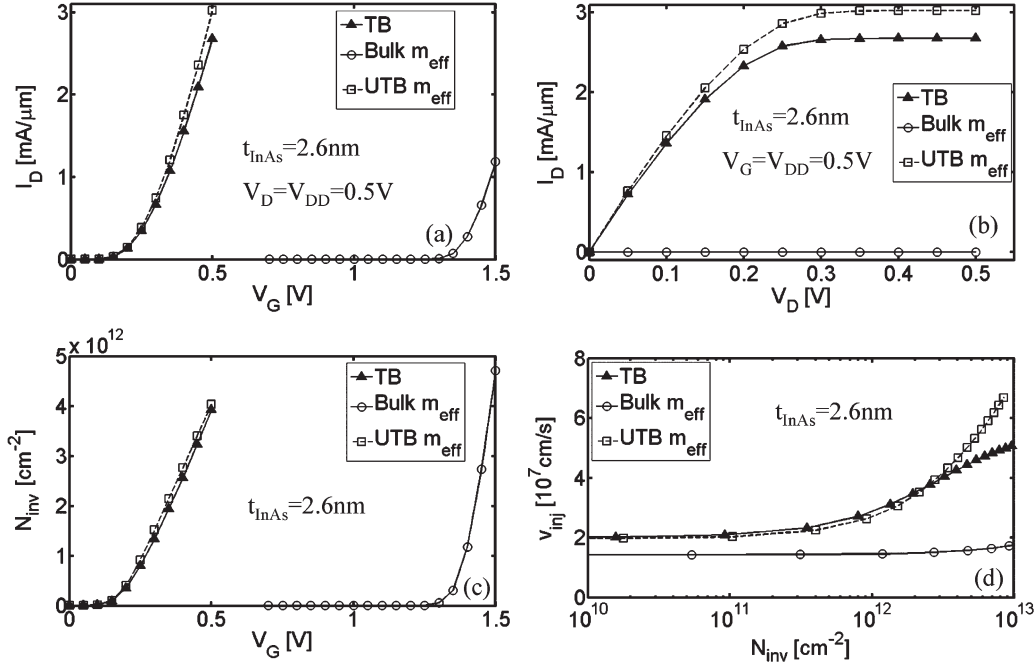 3
2
1
0
I_D [mA/μm]
TB
Bulk m_eff
UTB m_eff
t_InAs=2.6nm
V_D=V_DD=0.5V
(a)
0
0.5
1
1.5
V_G [V]
3
2
1
0
I_D [mA/μm]
TB
Bulk m_eff
UTB m_eff
t_InAs=2.6nm
V_G=V_DD=0.5V
(b)
0
0.1
0.2
0.3
0.4
0.5
V_D [V]
5 x 10^12
4
3
2
1
0
N_inv [cm^-2]
TB
Bulk m_eff
UTB m_eff
t_InAs=2.6nm
(c)
0
0.5
1
1.5
V_G [V]
8
6
4
2
0
v_inj [10^7cm/s]
TB
Bulk m_eff
UTB m_eff
t_InAs=2.6nm
(d)
10^10
10^11
10^12
10^13
N_inv [cm^-2]